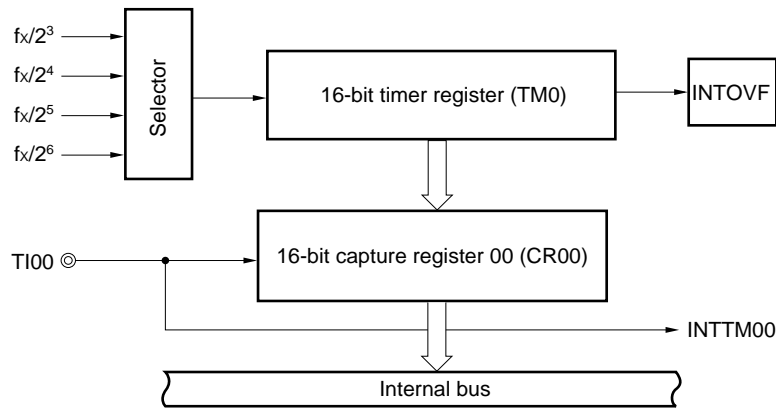 fX/2³
fX/2⁴
fX/2⁵
fX/2⁶
Selector
16-bit timer register (TM0)
INTOVF
TI00
16-bit capture register 00 (CR00)
INTTM00
Internal bus